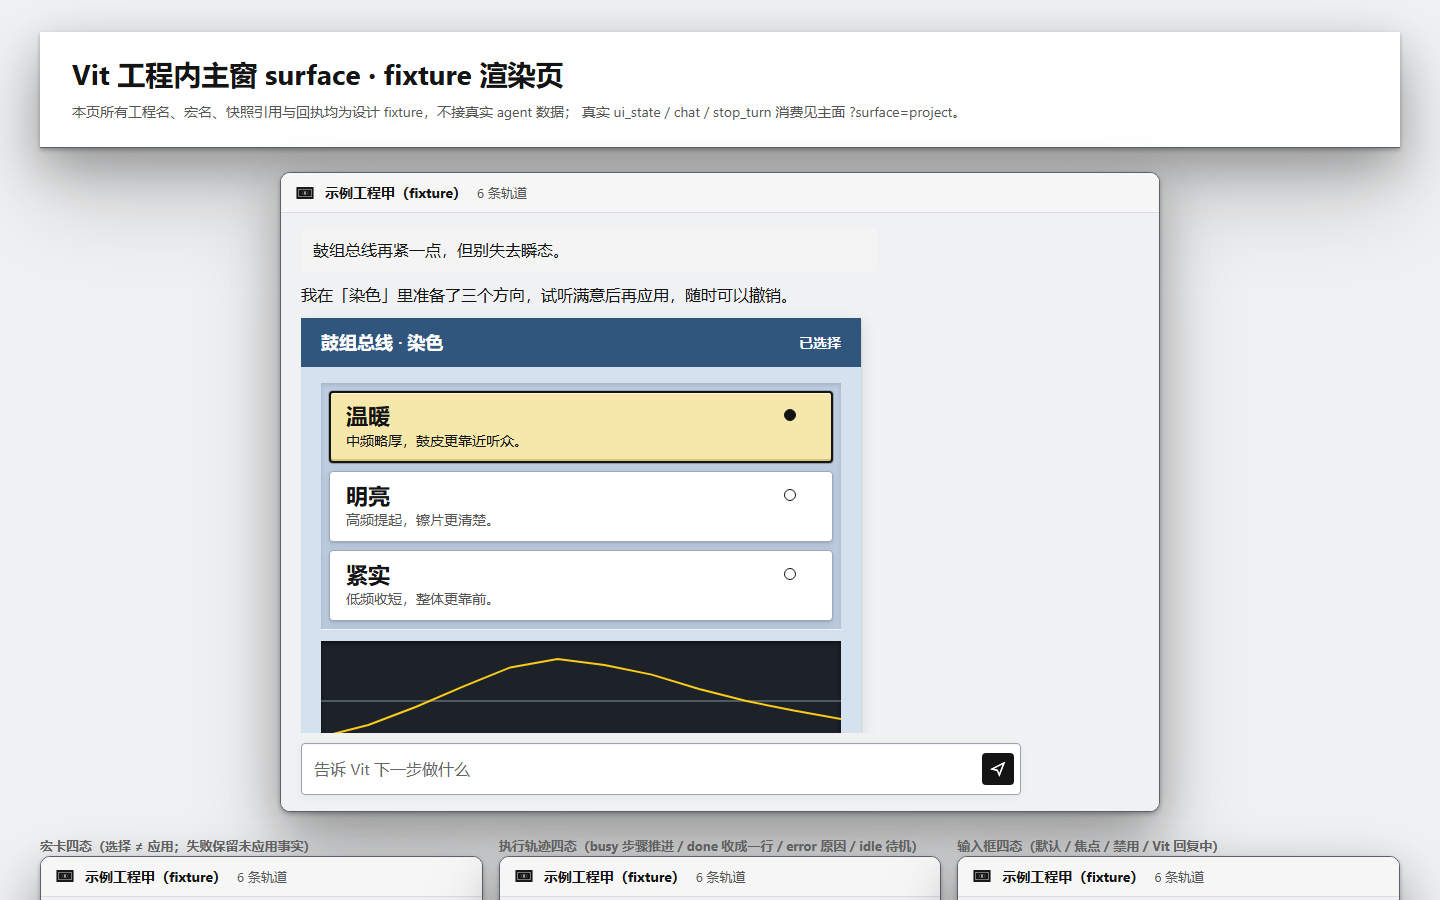 Vit 工程内主窗 surface · fixture 渲染页
本页所有工程名、宏名、快照引用与回执均为设计 fixture，不接真实 agent 数据； 真实 ui_state / chat / stop_turn 消费见主面 ?surface=project。
示例工程甲（fixture） 6 条轨道
鼓组总线再紧一点，但别失去瞬态。
我在「染色」里准备了三个方向，试听满意后再应用，随时可以撤销。
鼓组总线 · 染色 已选择
温暖
中频略厚，鼓皮更靠近听众。
明亮
高频提起，镲片更清楚。
紧实
低频收短，整体更靠前。
告诉 Vit 下一步做什么
宏卡四态（选择 ≠ 应用；失败保留未应用事实）
示例工程甲（fixture） 6 条轨道
执行轨迹四态（busy 步骤推进 / done 收成一行 / error 原因 / idle 待机）
示例工程甲（fixture） 6 条轨道
输入框四态（默认 / 焦点 / 禁用 / Vit 回复中）
示例工程甲（fixture） 6 条轨道